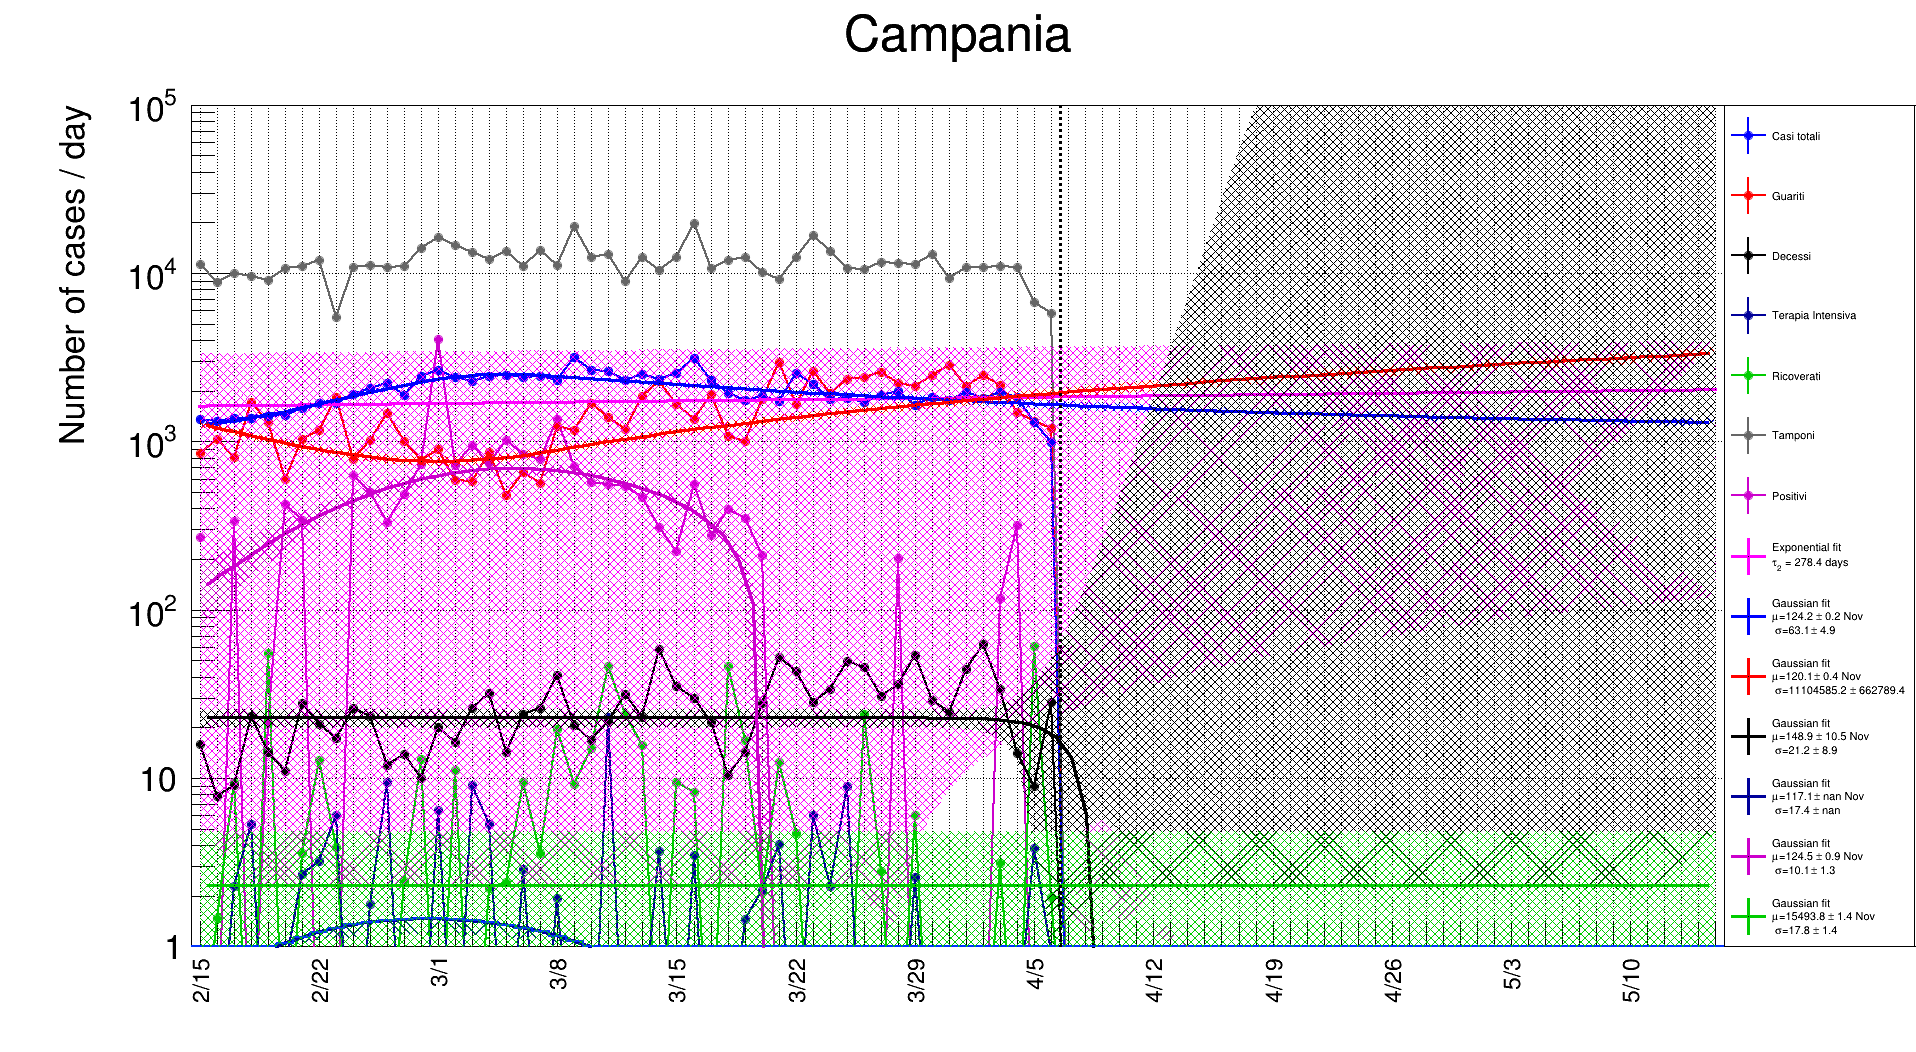 Campania
Number of cases / day
10^5
10^4
10^3
10^2
10
1
2/15
2/22
3/1
3/8
3/15
3/22
3/29
4/5
4/12
4/19
4/26
5/3
5/10
Casi totali
Guariti
Decessi
Terapia Intensiva
Ricoverati
Tamponi
Positivi
Exponential fit
τ2 = 278.4 days
Gaussian fit
μ=124.2 ± 0.2 Nov
σ=63.1± 4.9
Gaussian fit
μ=120.1± 0.4 Nov
σ=11104585.2 ± 662789.4
Gaussian fit
μ=148.9 ± 10.5 Nov
σ=21.2 ± 8.9
Gaussian fit
μ=117.1± nan Nov
σ=17.4 ± nan
Gaussian fit
μ=124.5 ± 0.9 Nov
σ=10.1± 1.3
Gaussian fit
μ=15493.8 ± 1.4 Nov
σ=17.8 ± 1.4